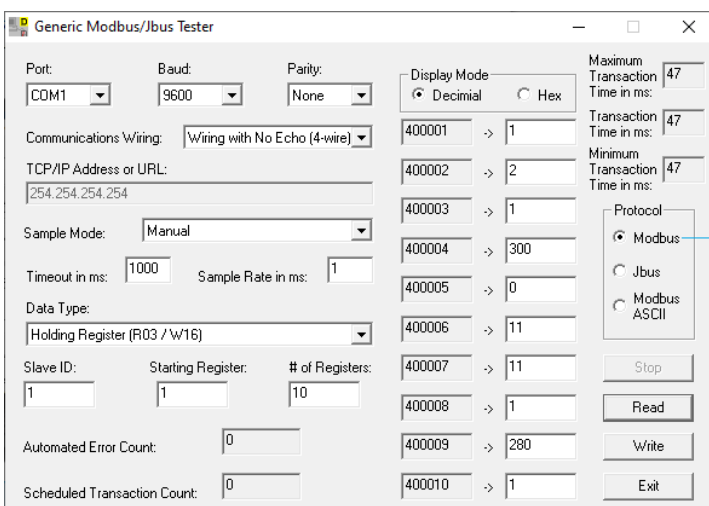 Generic Modbus/Jbus Tester
Port: Baud: Parity:
COM1 9600 None
Communications Wiring: Wiring with No Echo (4-wire)
TCP/IP Address or URL:
254.254.254.254
Sample Mode: Manual
Timeout in ms: 1000 Sample Rate in ms: 1
Data Type:
Holding Register (R03 / W16)
Slave ID: Starting Register: # of Registers:
1 1 10
Automated Error Count: 0
Scheduled Transaction Count: 0
Display Mode
Decimial Hex
400001 -> 1
400002 -> 2
400003 -> 1
400004 -> 300
400005 -> 0
400006 -> 11
400007 -> 11
400008 -> 1
400009 -> 280
400010 -> 1
Maximum
Transaction 47
Time in ms:
Transaction 47
Time in ms:
Minimum
Transaction 47
Time in ms:
Protocol
Modbus
Jbus
Modbus
ASCII
Stop
Read
Write
Exit